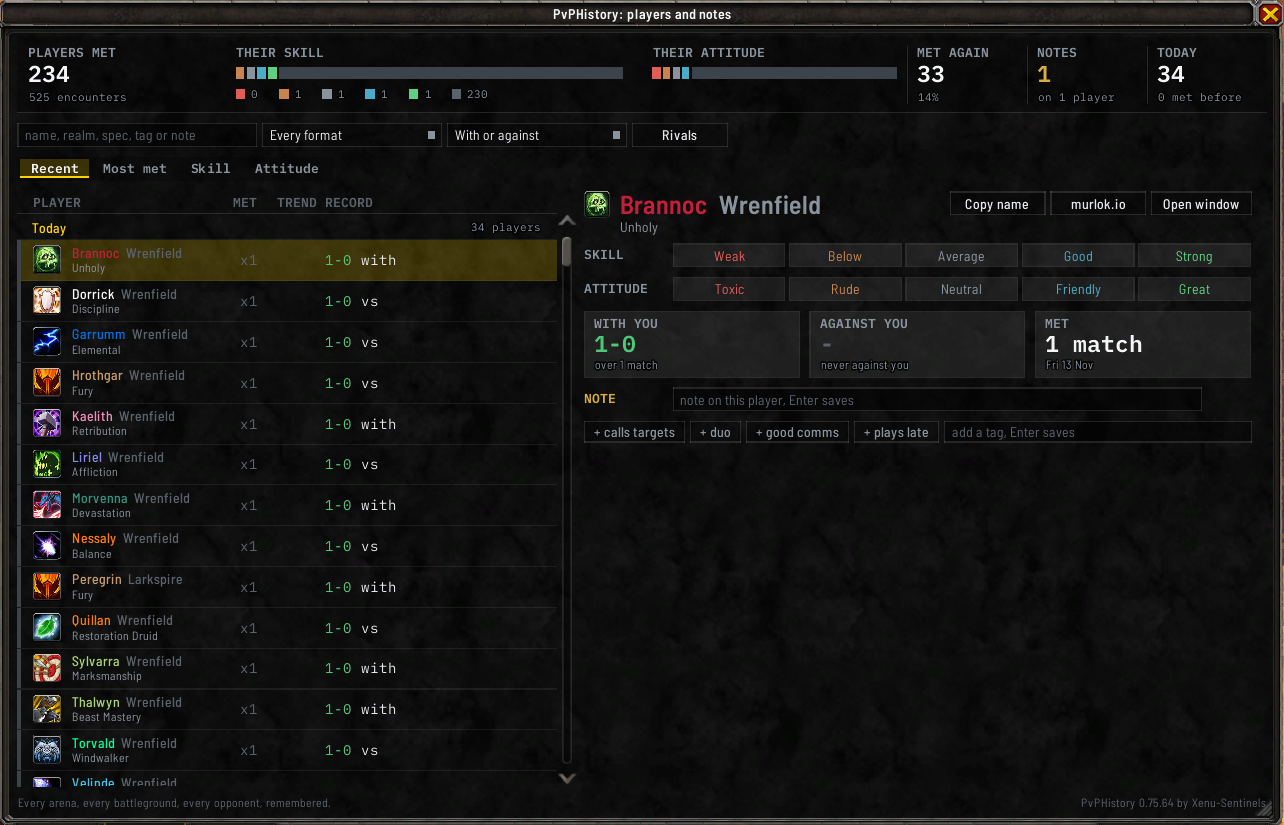 PvPHistory: players and notes
PLAYERS MET
234
525 encounters
THEIR SKILL
0 1 1 1 1 230
THEIR ATTITUDE
MET AGAIN
33
14%
NOTES
1
on 1 player
TODAY
34
0 met before
name, realm, spec, tag or note
Every format
With or against
Rivals
Recent Most met Skill Attitude
PLAYER MET TREND RECORD
Today 34 players
Brannoc Wrenfield x1 1-0 with
Unholy
Dorrick Wrenfield x1 1-0 vs
Discipline
Garrumm Wrenfield x1 1-0 vs
Elemental
Hrothgar Wrenfield x1 1-0 vs
Fury
Kaelith Wrenfield x1 1-0 with
Retribution
Liriel Wrenfield x1 1-0 vs
Affliction
Morvenna Wrenfield x1 1-0 with
Devastation
Nessaly Wrenfield x1 1-0 vs
Balance
Peregrin Larkspire x1 1-0 with
Fury
Quillan Wrenfield x1 1-0 vs
Restoration Druid
Sylvarra Wrenfield x1 1-0 with
Marksmanship
Thalwyn Wrenfield x1 1-0 with
Beast Mastery
Torvald Wrenfield x1 1-0 vs
Windwalker
Velinde Wrenfield
Brannoc Wrenfield
Unholy
Copy name murlok.io Open window
SKILL Weak Below Average Good Strong
ATTITUDE Toxic Rude Neutral Friendly Great
WITH YOU
1-0
over 1 match
AGAINST YOU
-
never against you
MET
1 match
Fri 13 Nov
NOTE note on this player, Enter saves
+ calls targets + duo + good comms + plays late add a tag, Enter saves
Every arena, every battleground, every opponent, remembered.
PvPHistory 0.75.64 by Xenu-Sentinels